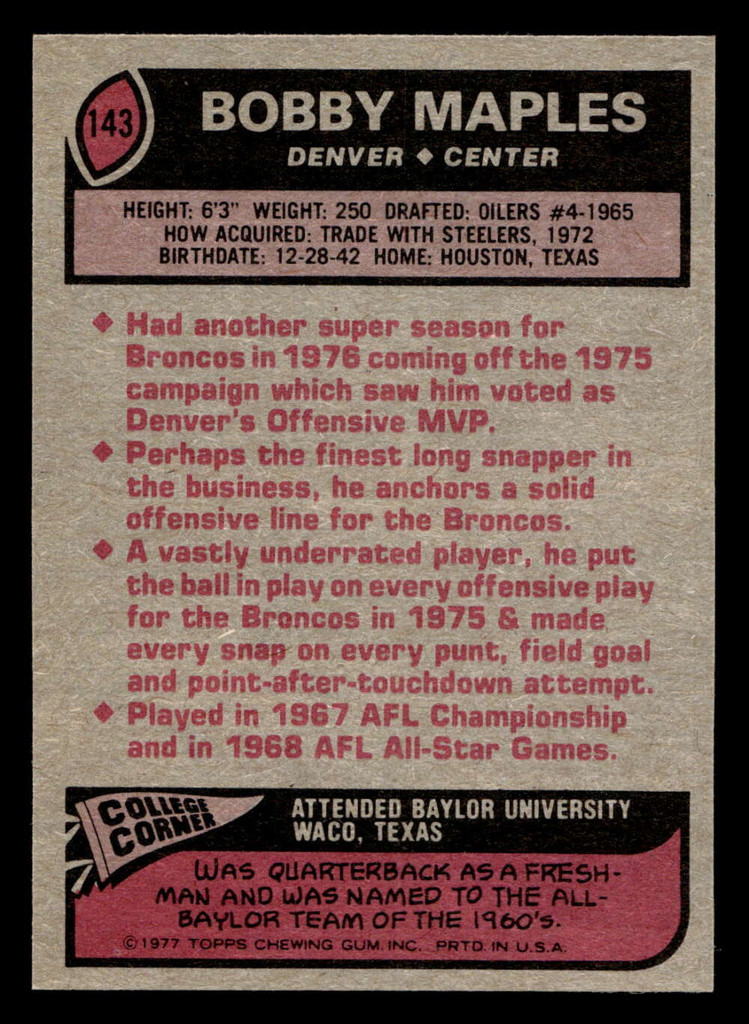 143
BOBBY MAPLES
DENVER ◆ CENTER
HEIGHT: 6'3" WEIGHT: 250 DRAFTED: OILERS #4-1965
HOW ACQUIRED: TRADE WITH STEELERS, 1972
BIRTHDATE: 12-28-42 HOME: HOUSTON, TEXAS
◆ Had another super season for
Broncos in 1976 coming off the 1975
campaign which saw him voted as
Denver's Offensive MVP.
◆ Perhaps the finest long snapper in
the business, he anchors a solid
offensive line for the Broncos.
◆ A vastly underrated player, he put
the ball in play on every offensive play
for the Broncos in 1975 & made
every snap on every punt, field goal
and point-after-touchdown attempt.
◆ Played in 1967 AFL Championship
and in 1968 AFL All-Star Games.
COLLEGE
CORNER
ATTENDED BAYLOR UNIVERSITY
WACO, TEXAS
WAS QUARTERBACK AS A FRESH-
MAN AND WAS NAMED TO THE ALL-
BAYLOR TEAM OF THE 1960'S.
© 1977 TOPPS CHEWING GUM, INC. PRTD. IN U.S.A.